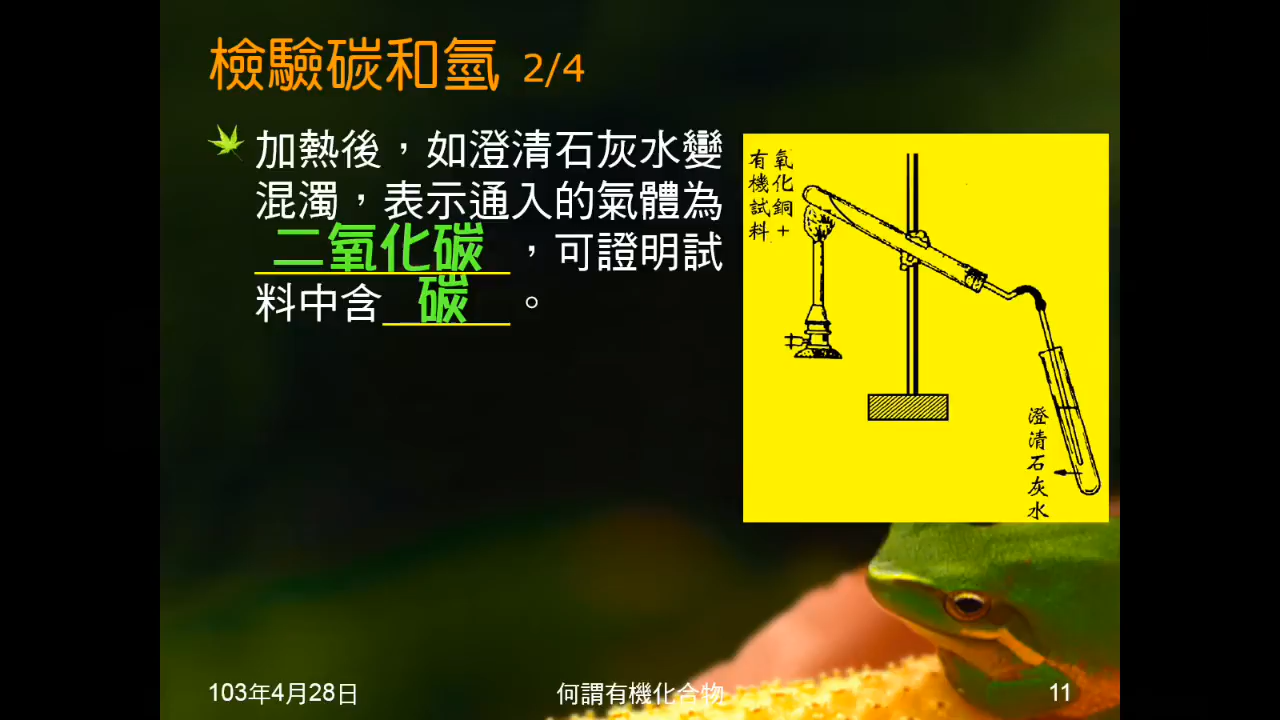 檢驗碳和氫 2/4
加熱後，如澄清石灰水變
混濁，表示通入的氣體為
二氧化碳，可證明試
料中含碳。
氧化銅＋
有機試料
澄清石灰水
103年4月28日
何謂有機化合物
11